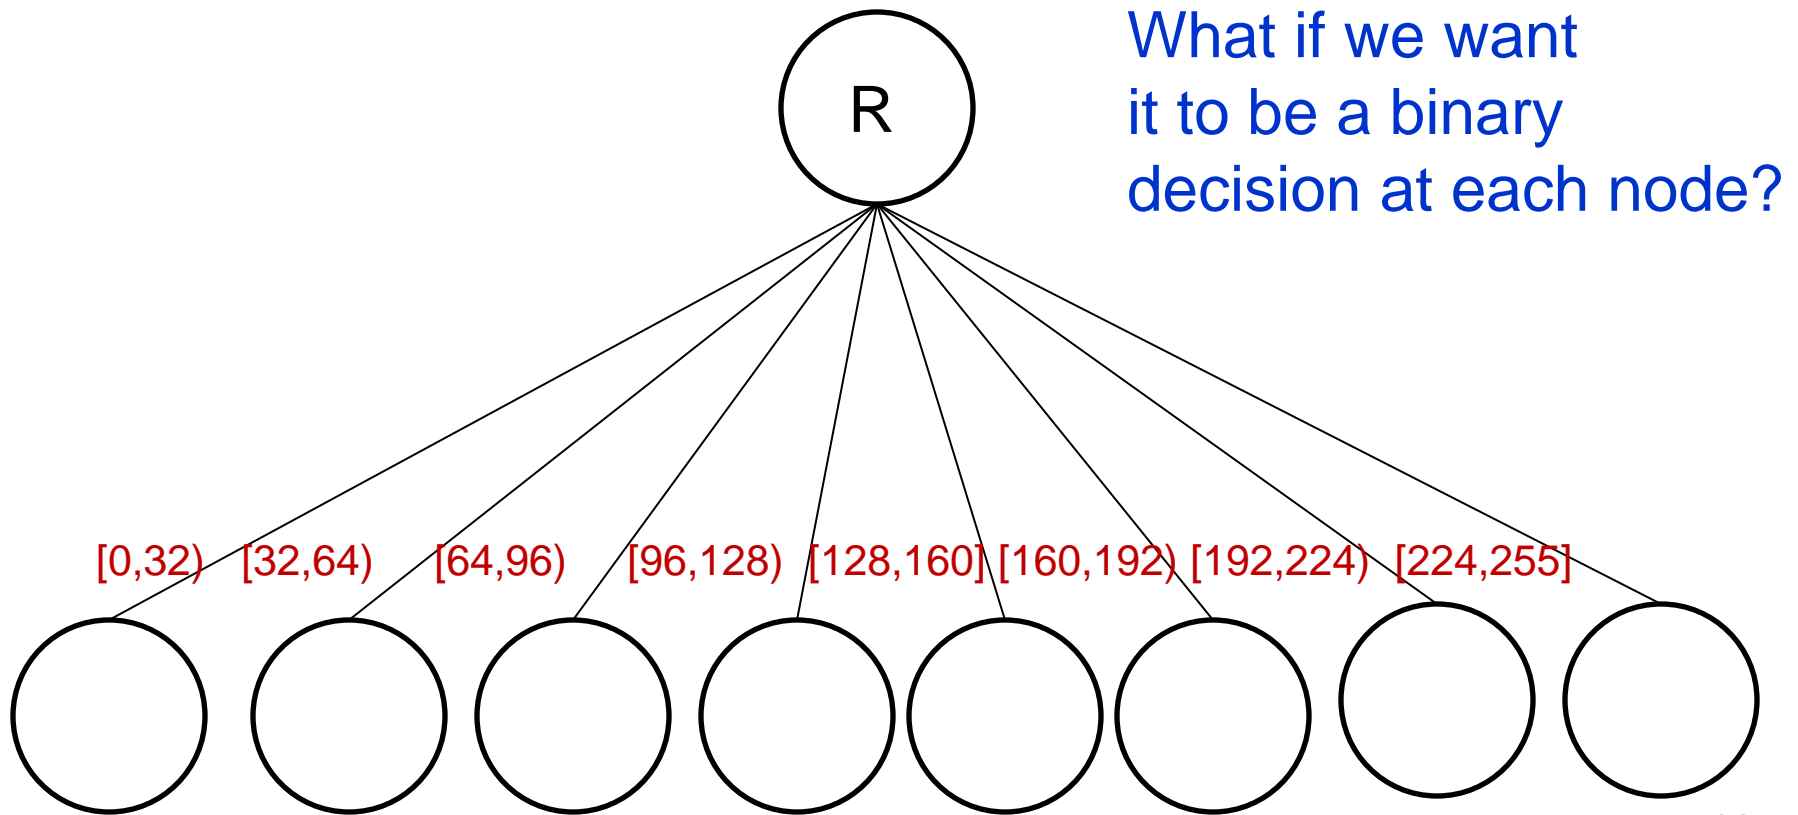 R
What if we want
it to be a binary
decision at each node?
[0,32) [32,64) [64,96) [96,128) [128,160] [160,192) [192,224) [224,255]